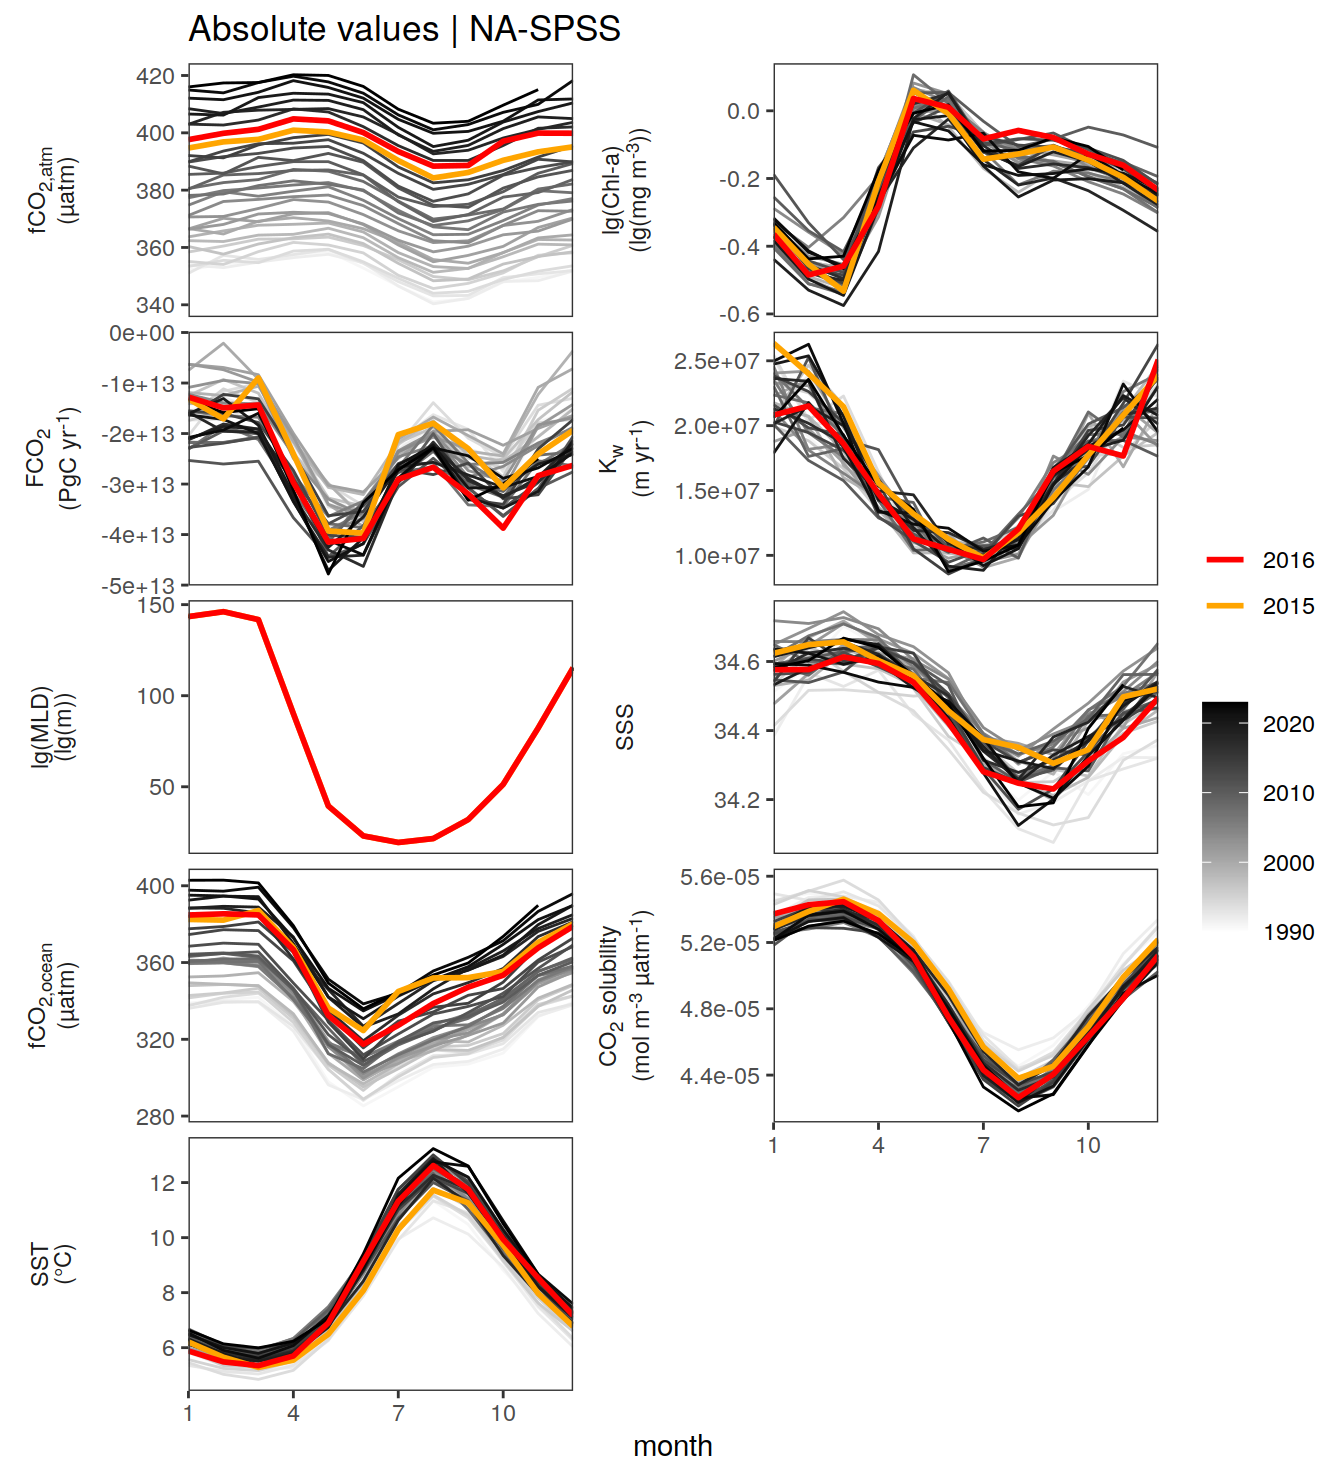 Absolute values | NA-SPSS
fCO2,atm
(µatm)
420
400
380
360
340
lg(Chl-a)
(lg(mg m-3))
0.0
-0.2
-0.4
-0.6
FCO2
(PgC yr-1)
0e+00
-1e+13
-2e+13
-3e+13
-4e+13
-5e+13
Kw
(m yr-1)
2.5e+07
2.0e+07
1.5e+07
1.0e+07
lg(MLD)
(lg(m))
150
100
50
SSS
34.6
34.4
34.2
fCO2,ocean
(µatm)
400
360
320
280
CO2 solubility
(mol m-3 µatm-1)
5.6e-05
5.2e-05
4.8e-05
4.4e-05
1 4 7 10
SST
(°C)
12
10
8
6
1 4 7 10
month
2016
2015
2020
2010
2000
1990